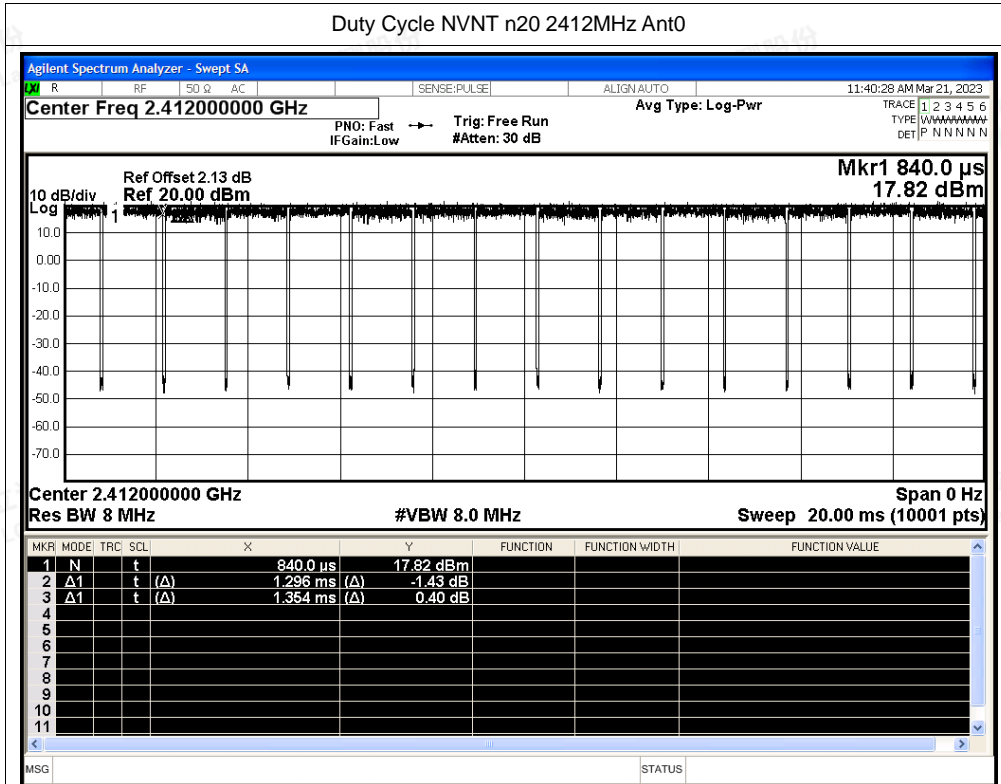 Duty Cycle NVNT n20 2412MHz Ant0
Agilent Spectrum Analyzer - Swept SA
LXI R RF 50 Ω AC SENSE:PULSE ALIGN AUTO 11:40:28 AM Mar 21, 2023
Center Freq 2.412000000 GHz Avg Type: Log-Pwr TRACE 1 2 3 4 5 6
PNO: Fast Trig: Free Run TYPE WWWWWW
IFGain:Low #Atten: 30 dB DET P N N N N N
Mkr1 840.0 µs
Ref Offset 2.13 dB
10 dB/div Ref 20.00 dBm 17.82 dBm
Log
1
10.0
0.00
-10.0
-20.0
-30.0
-40.0
-50.0
-60.0
-70.0
Center 2.412000000 GHz Span 0 Hz
Res BW 8 MHz #VBW 8.0 MHz Sweep 20.00 ms (10001 pts)
MKR MODE TRC SCL X Y FUNCTION FUNCTION WIDTH FUNCTION VALUE
1 N t 840.0 µs 17.82 dBm
2 Δ1 t (Δ) 1.296 ms (Δ) -1.43 dB
3 Δ1 t (Δ) 1.354 ms (Δ) 0.40 dB
4
5
6
7
8
9
10
11
MSG STATUS